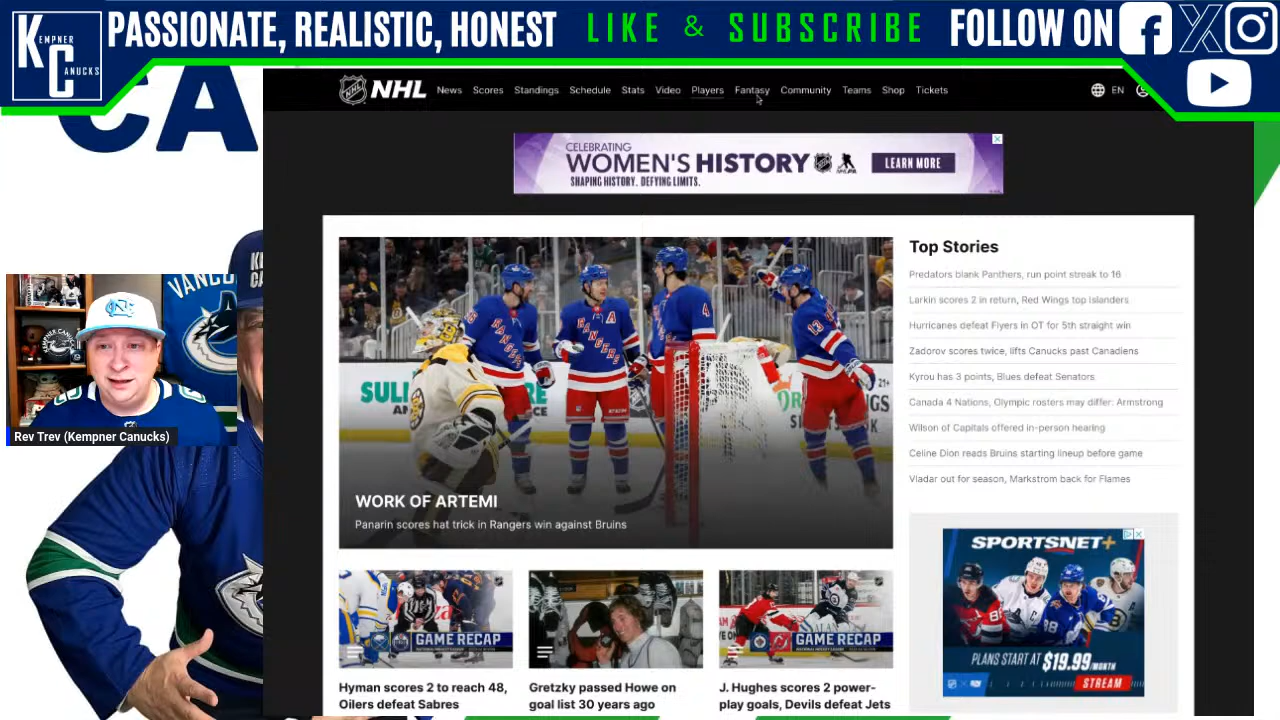 KEMPNER
CANUCKS
PASSIONATE, REALISTIC, HONEST
LIKE & SUBSCRIBE
FOLLOW ON
CA
NHL
News Scores Standings Schedule Stats Video Players Fantasy Community Teams Shop Tickets
EN
CELEBRATING
WOMEN'S HISTORY
SHAPING HISTORY. DEFYING LIMITS.
LEARN MORE
Top Stories
Predators blank Panthers, run point streak to 16
Larkin scores 2 in return, Red Wings top Islanders
Hurricanes defeat Flyers in OT for 5th straight win
Zadorov scores twice, lifts Canucks past Canadiens
Kyrou has 3 points, Blues defeat Senators
Canada 4 Nations, Olympic rosters may differ: Armstrong
Wilson of Capitals offered in-person hearing
Celine Dion reads Bruins starting lineup before game
Vladar out for season, Markstrom back for Flames
RANGERS
A
4
13
21+
WORK OF ARTEMI
Panarin scores hat trick in Rangers win against Bruins
VANCOU
Rev Trev (Kempner Canucks)
SPORTSNET+
PLANS START AT $19.99/MONTH
STREAM
GAME RECAP
GAME RECAP
Hyman scores 2 to reach 48,
Oilers defeat Sabres
Gretzky passed Howe on
goal list 30 years ago
J. Hughes scores 2 power-
play goals, Devils defeat Jets